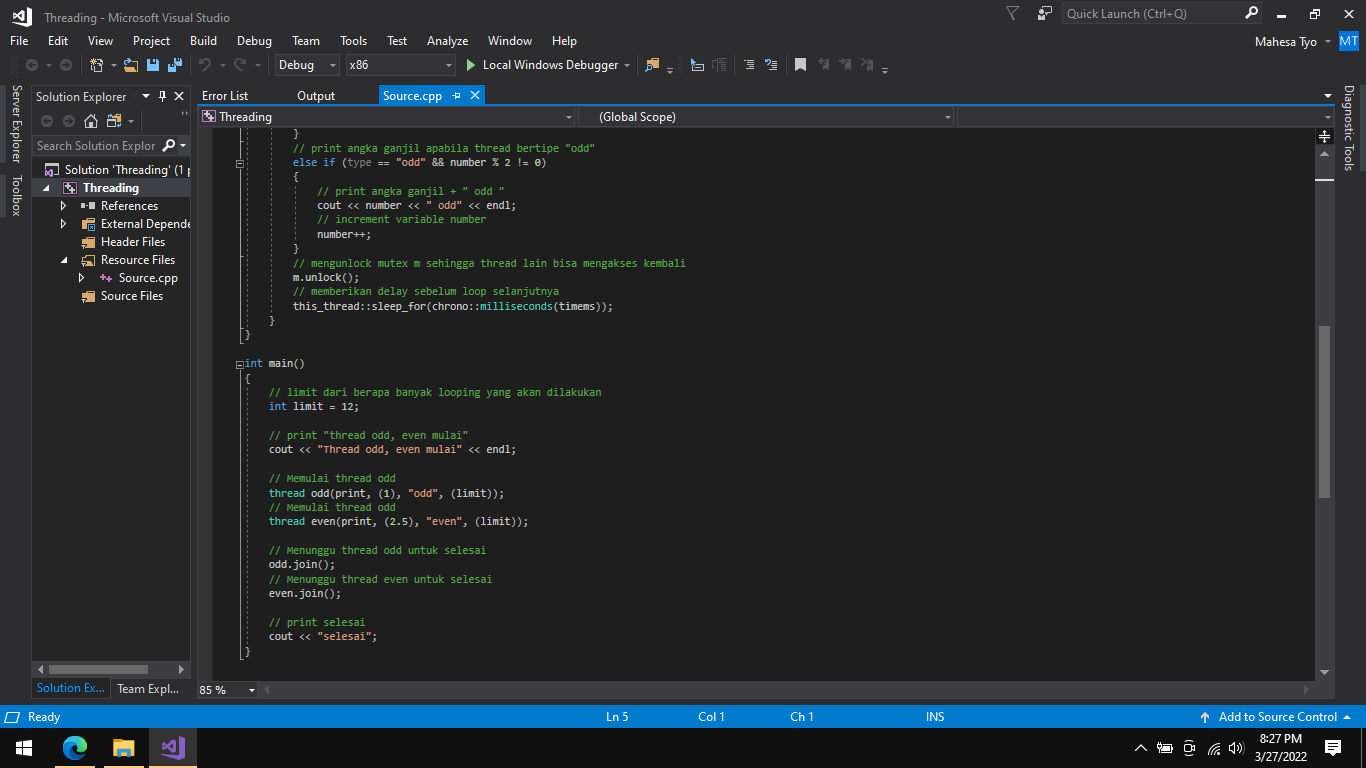 Threading - Microsoft Visual Studio
Quick Launch (Ctrl+Q)
File Edit View Project Build Debug Team Tools Test Analyze Window Help
Mahesa Tyo MT
Debug x86 Local Windows Debugger
Server Explorer
Toolbox
Solution Explorer
Search Solution Explor
Solution 'Threading' (1 p
Threading
References
External Depende
Header Files
Resource Files
Source.cpp
Source Files
Solution Ex... Team Expl...
Error List Output Source.cpp
Threading (Global Scope)
}
// print angka ganjil apabila thread bertipe "odd"
else if (type == "odd" && number % 2 != 0)
{
// print angka ganjil + " odd "
cout << number << " odd" << endl;
// increment variable number
number++;
}
// mengunlock mutex m sehingga thread lain bisa mengakses kembali
m.unlock();
// memberikan delay sebelum loop selanjutnya
this_thread::sleep_for(chrono::milliseconds(timems));
}
}
int main()
{
// limit dari berapa banyak looping yang akan dilakukan
int limit = 12;
// print "thread odd, even mulai"
cout << "Thread odd, even mulai" << endl;
// Memulai thread odd
thread odd(print, (1), "odd", (limit));
// Memulai thread odd
thread even(print, (2.5), "even", (limit));
// Menunggu thread odd untuk selesai
odd.join();
// Menunggu thread even untuk selesai
even.join();
// print selesai
cout << "selesai";
}
85 %
Diagnostic Tools
Ready Ln 5 Col 1 Ch 1 INS Add to Source Control
8:27 PM
3/27/2022